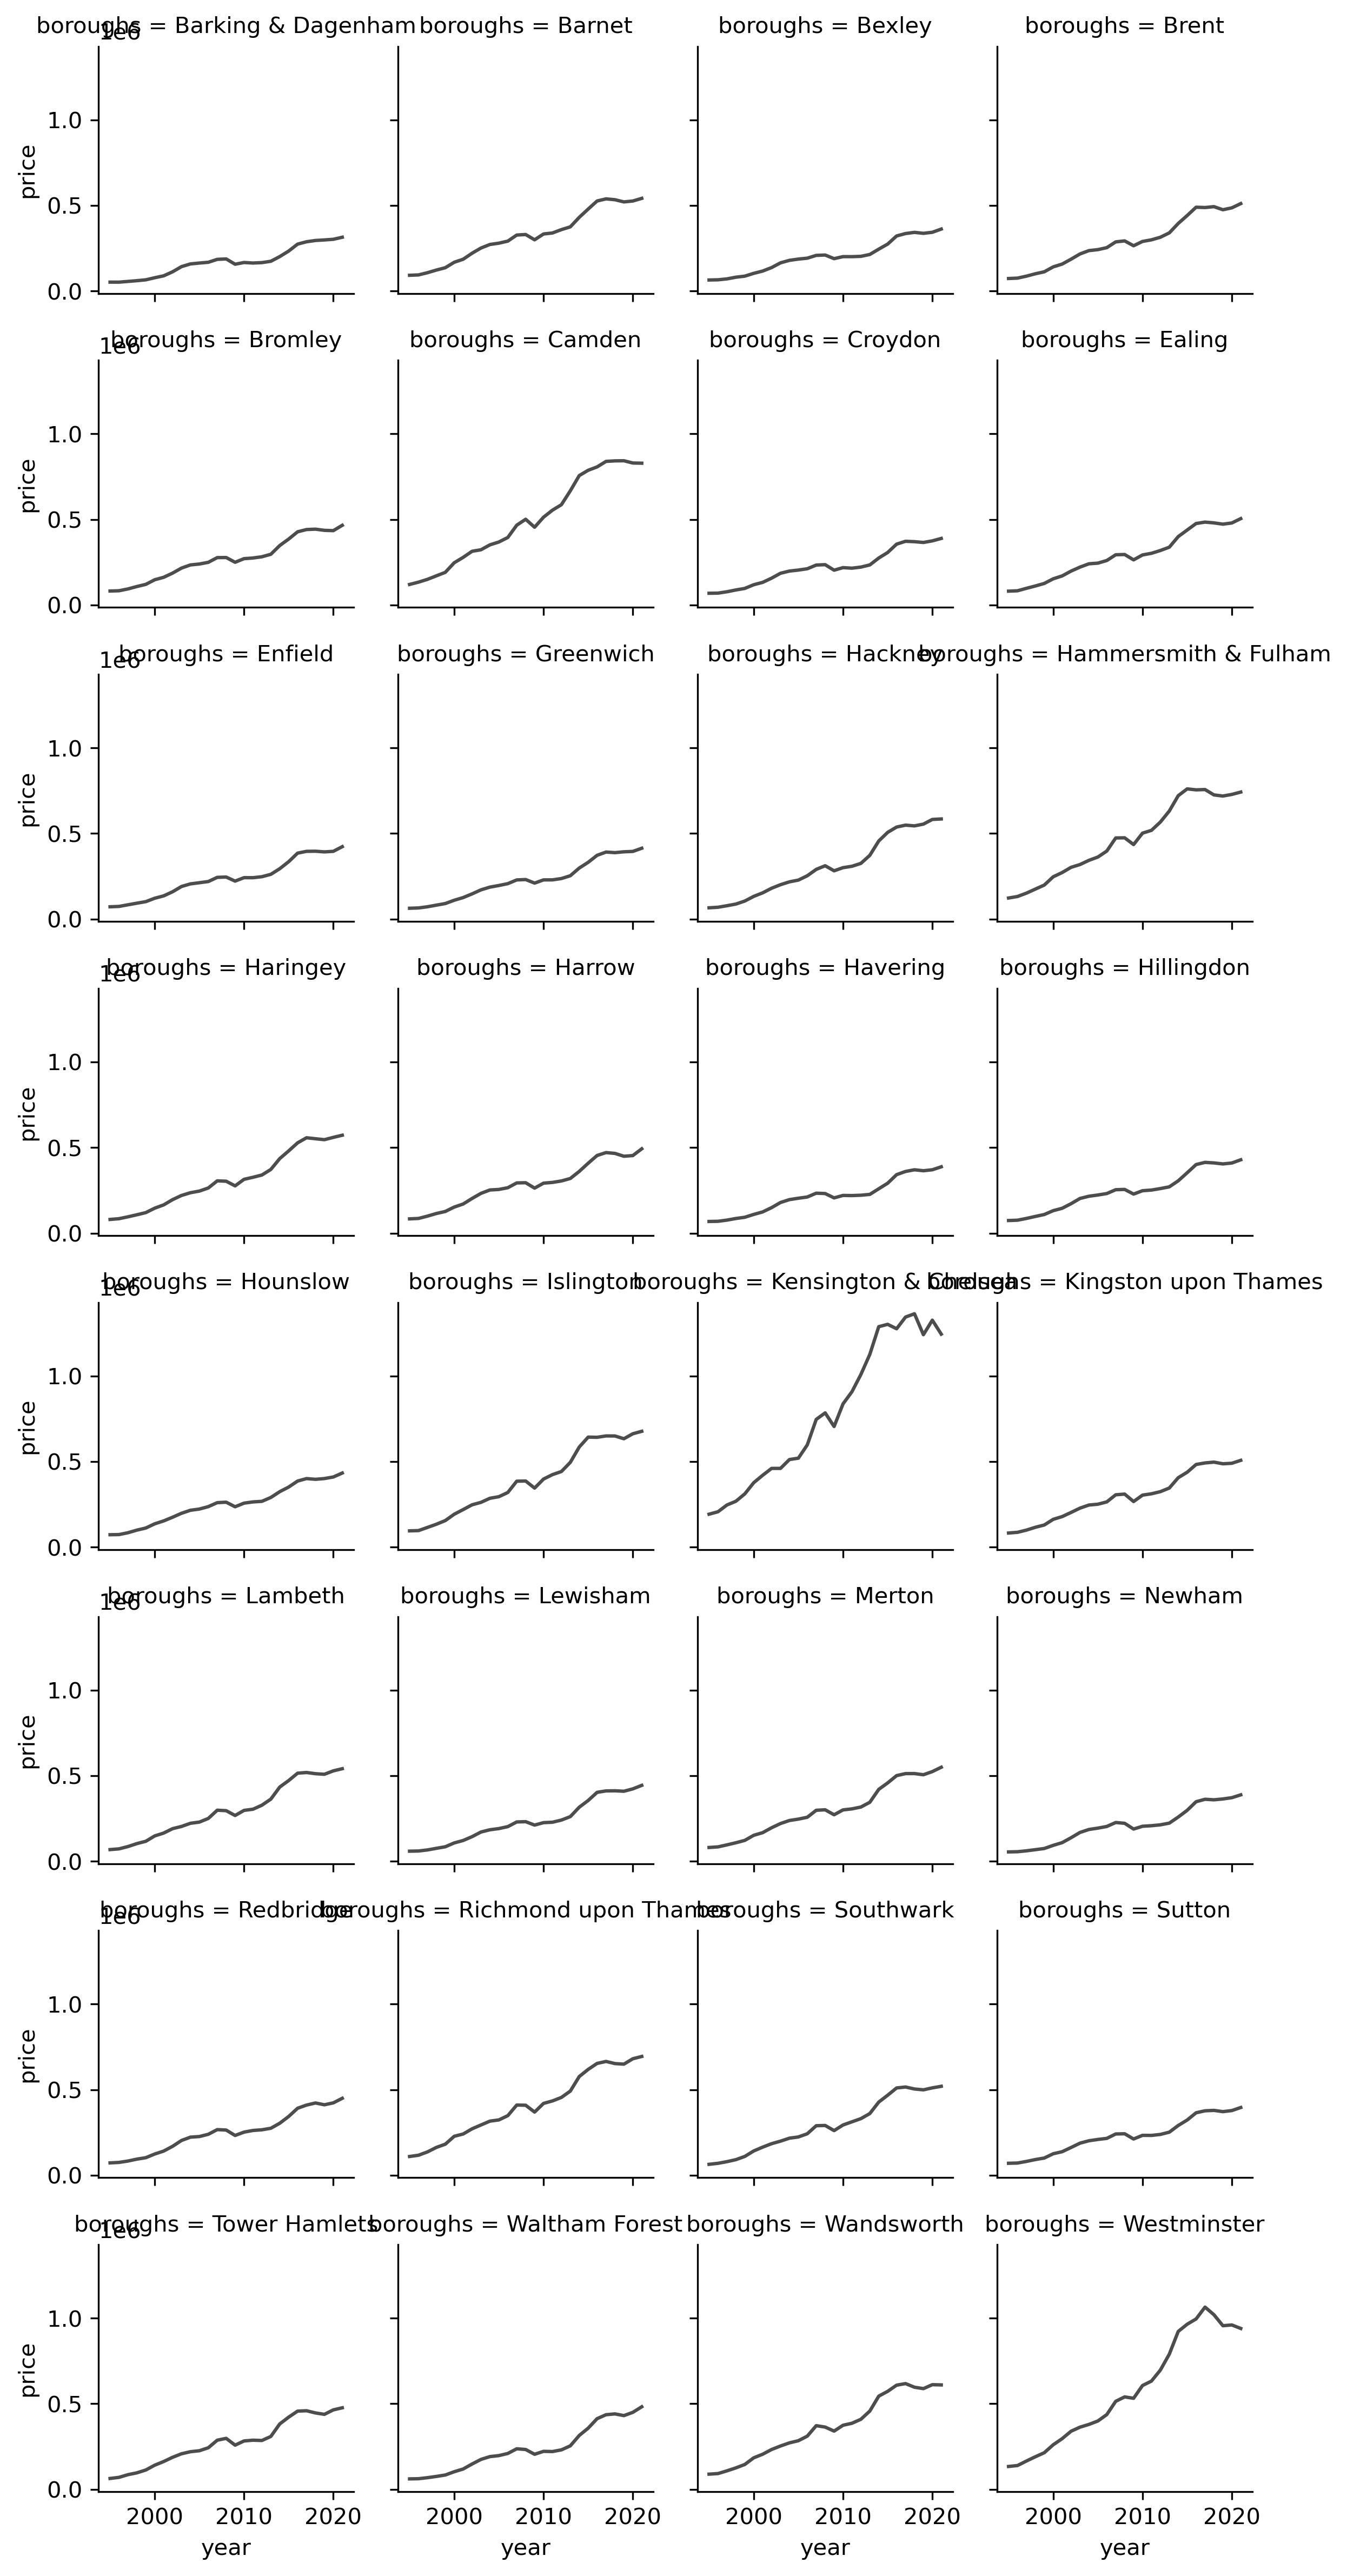 boroughs = Barking & Dagenham boroughs = Barnet boroughs = Bexley boroughs = Brent
1e6
1.0
price
0.5
0.0
boroughs = Bromley boroughs = Camden boroughs = Croydon boroughs = Ealing
1e6
1.0
price
0.5
0.0
boroughs = Enfield boroughs = Greenwich boroughs = Hackney boroughs = Hammersmith & Fulham
1e6
1.0
price
0.5
0.0
boroughs = Haringey boroughs = Harrow boroughs = Havering boroughs = Hillingdon
1e6
1.0
price
0.5
0.0
boroughs = Hounslow boroughs = Islington boroughs = Kensington & Chelsea boroughs = Kingston upon Thames
1e6
1.0
price
0.5
0.0
boroughs = Lambeth boroughs = Lewisham boroughs = Merton boroughs = Newham
1e6
1.0
price
0.5
0.0
boroughs = Redbridge boroughs = Richmond upon Thames boroughs = Southwark boroughs = Sutton
1e6
1.0
price
0.5
0.0
boroughs = Tower Hamlets boroughs = Waltham Forest boroughs = Wandsworth boroughs = Westminster
1e6
1.0
price
0.5
0.0
2000 2010 2020 2000 2010 2020 2000 2010 2020 2000 2010 2020
year year year year